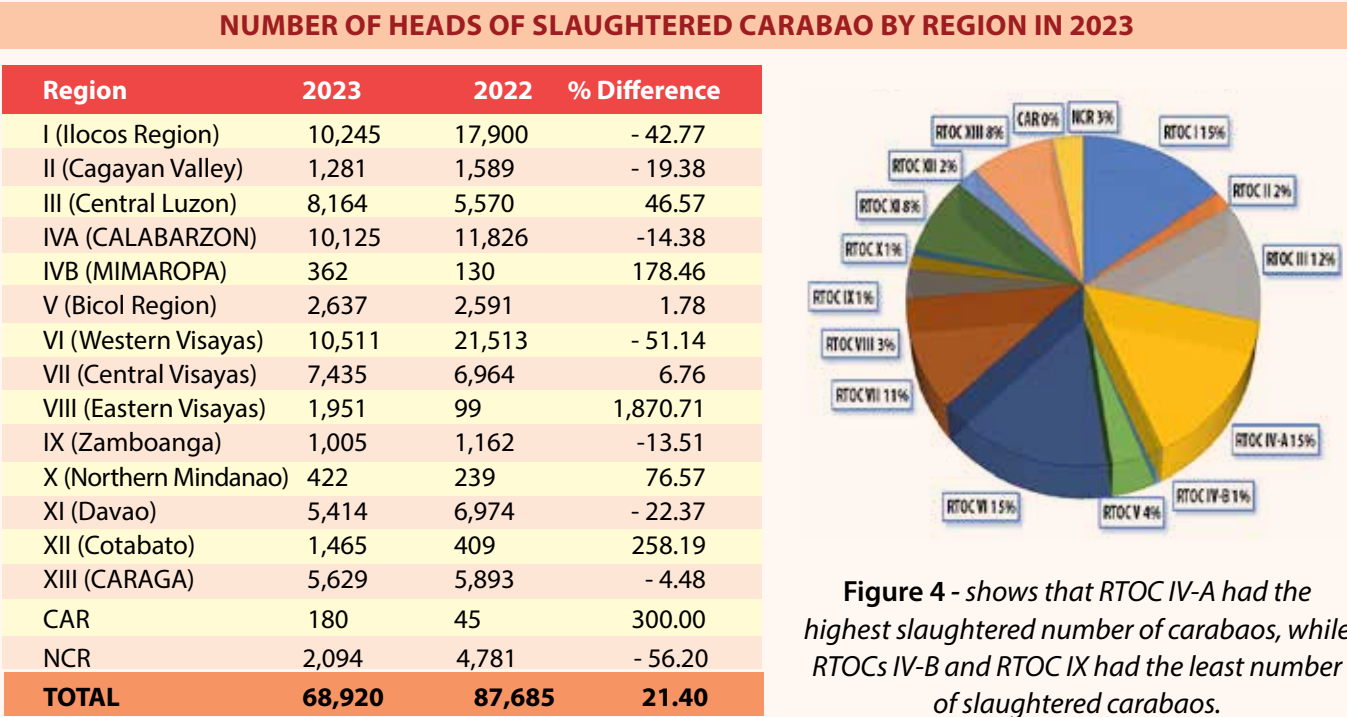 NUMBER OF HEADS OF SLAUGHTERED CARABAO BY REGION IN 2023
Region 2023 2022 % Difference
I (Ilocos Region) 10,245 17,900 - 42.77
II (Cagayan Valley) 1,281 1,589 - 19.38
III (Central Luzon) 8,164 5,570 46.57
IVA (CALABARZON) 10,125 11,826 -14.38
IVB (MIMAROPA) 362 130 178.46
V (Bicol Region) 2,637 2,591 1.78
VI (Western Visayas) 10,511 21,513 - 51.14
VII (Central Visayas) 7,435 6,964 6.76
VIII (Eastern Visayas) 1,951 99 1,870.71
IX (Zamboanga) 1,005 1,162 -13.51
X (Northern Mindanao) 422 239 76.57
XI (Davao) 5,414 6,974 - 22.37
XII (Cotabato) 1,465 409 258.19
XIII (CARAGA) 5,629 5,893 - 4.48
CAR 180 45 300.00
NCR 2,094 4,781 - 56.20
TOTAL 68,920 87,685 21.40
CAR 0%
NCR 3%
RTOC XIII 8%
RTOC I 15%
RTOC XII 2%
RTOC II 2%
RTOC XI 8%
RTOC X 1%
RTOC III 12%
RTOC IX 1%
RTOC VIII 3%
RTOC VII 11%
RTOC IV-A 15%
RTOC VI 15%
RTOC V 4%
RTOC IV-B 1%
Figure 4 - shows that RTOC IV-A had the
highest slaughtered number of carabaos, while
RTOCs IV-B and RTOC IX had the least number
of slaughtered carabaos.